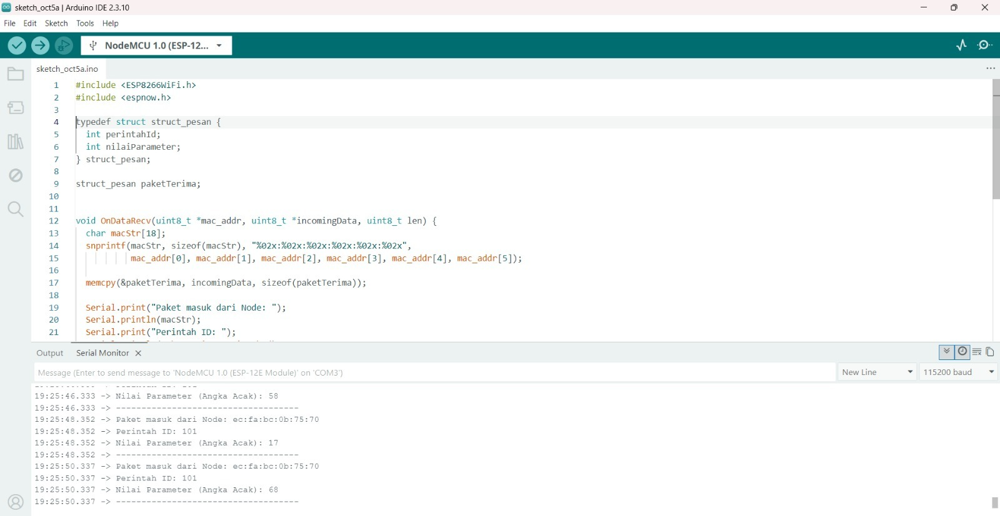 sketch_oct5a | Arduino IDE 2.3.10
File Edit Sketch Tools Help
NodeMCU 1.0 (ESP-12...
sketch_oct5a.ino
1 #include <ESP8266WiFi.h>
2 #include <espnow.h>
3
4 typedef struct struct_pesan {
5 int perintahId;
6 int nilaiParameter;
7 } struct_pesan;
8
9 struct_pesan paketTerima;
10
11
12 void OnDataRecv(uint8_t *mac_addr, uint8_t *incomingData, uint8_t len) {
13 char macStr[18];
14 snprintf(macStr, sizeof(macStr), "%02x:%02x:%02x:%02x:%02x:%02x",
15 mac_addr[0], mac_addr[1], mac_addr[2], mac_addr[3], mac_addr[4], mac_addr[5]);
16
17 memcpy(&paketTerima, incomingData, sizeof(paketTerima));
18
19 Serial.print("Paket masuk dari Node: ");
20 Serial.println(macStr);
21 Serial.print("Perintah ID: ");
Output Serial Monitor
Message (Enter to send message to 'NodeMCU 1.0 (ESP-12E Module)' on 'COM3')
New Line 115200 baud
19:25:46.333 -> Nilai Parameter (Angka Acak): 58
19:25:46.333 -> ------------------------------------
19:25:48.352 -> Paket masuk dari Node: ec:fa:bc:0b:75:70
19:25:48.352 -> Perintah ID: 101
19:25:48.352 -> Nilai Parameter (Angka Acak): 17
19:25:48.352 -> ------------------------------------
19:25:50.337 -> Paket masuk dari Node: ec:fa:bc:0b:75:70
19:25:50.337 -> Perintah ID: 101
19:25:50.337 -> Nilai Parameter (Angka Acak): 68
19:25:50.337 -> ------------------------------------